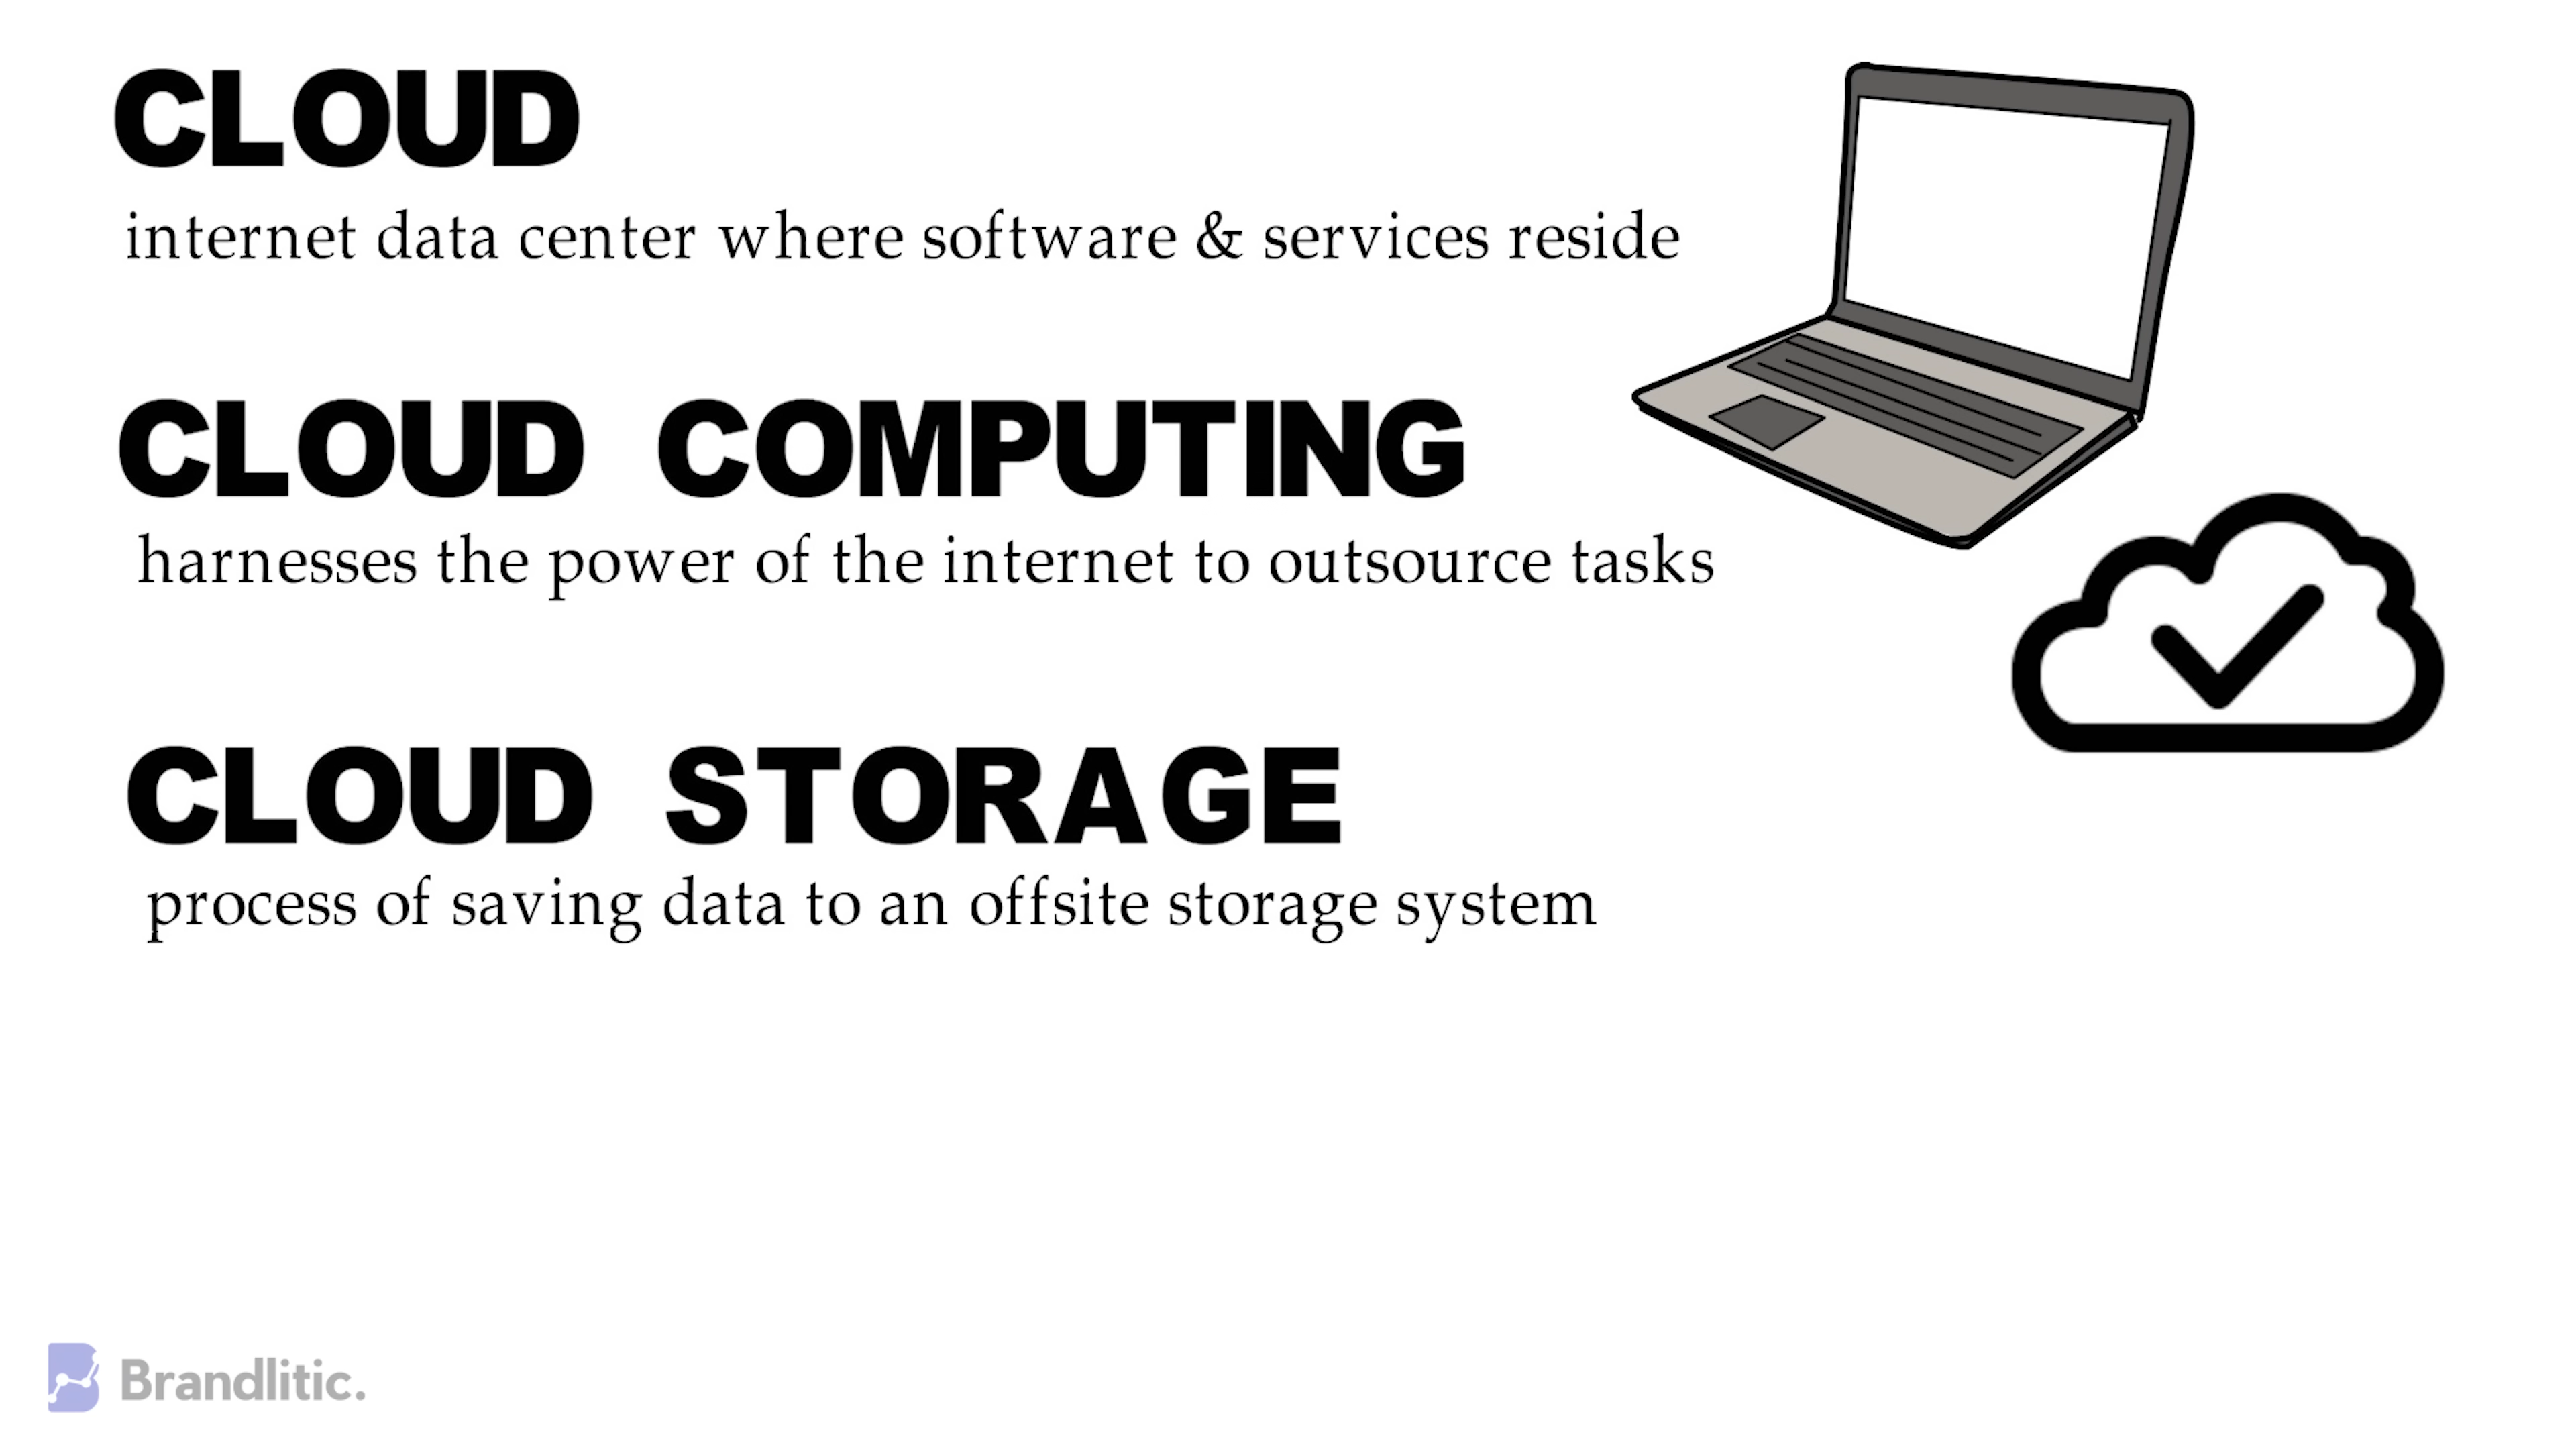 CLOUD
internet data center where software & services reside
CLOUD COMPUTING
harnesses the power of the internet to outsource tasks
CLOUD STORAGE
process of saving data to an offsite storage system
Brandlitic.